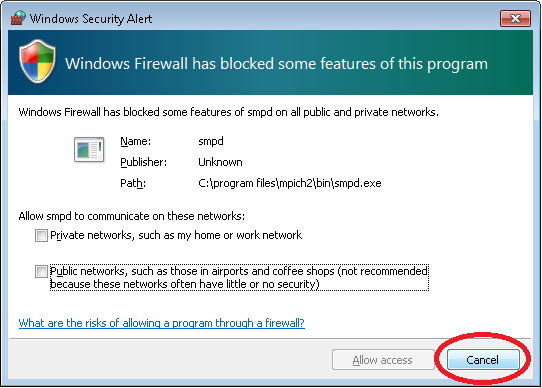 Windows Security Alert
Windows Firewall has blocked some features of this program
Windows Firewall has blocked some features of smpd on all public and private networks.
Name: smpd
Publisher: Unknown
Path: C:\program files\mpich2\bin\smpd.exe
Allow smpd to communicate on these networks:
Private networks, such as my home or work network
Public networks, such as those in airports and coffee shops (not recommended
because these networks often have little or no security)
What are the risks of allowing a program through a firewall?
Allow access Cancel